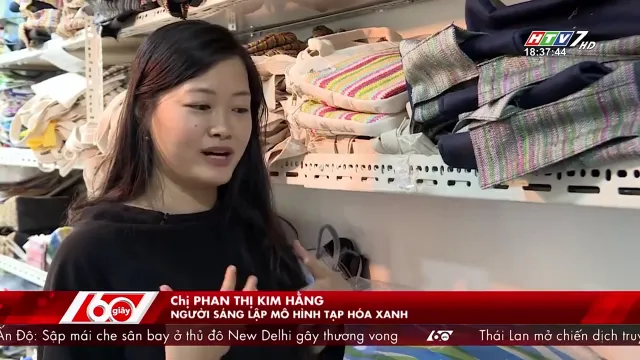 HTV7 HD
18:37:44
Chị PHAN THỊ KIM HẰNG
60 giây
NGƯỜI SÁNG LẬP MÔ HÌNH TẠP HÓA XANH
Ấn Độ: Sập mái che sân bay ở thủ đô New Delhi gây thương vong 60 giây Thái Lan mở chiến dịch truy